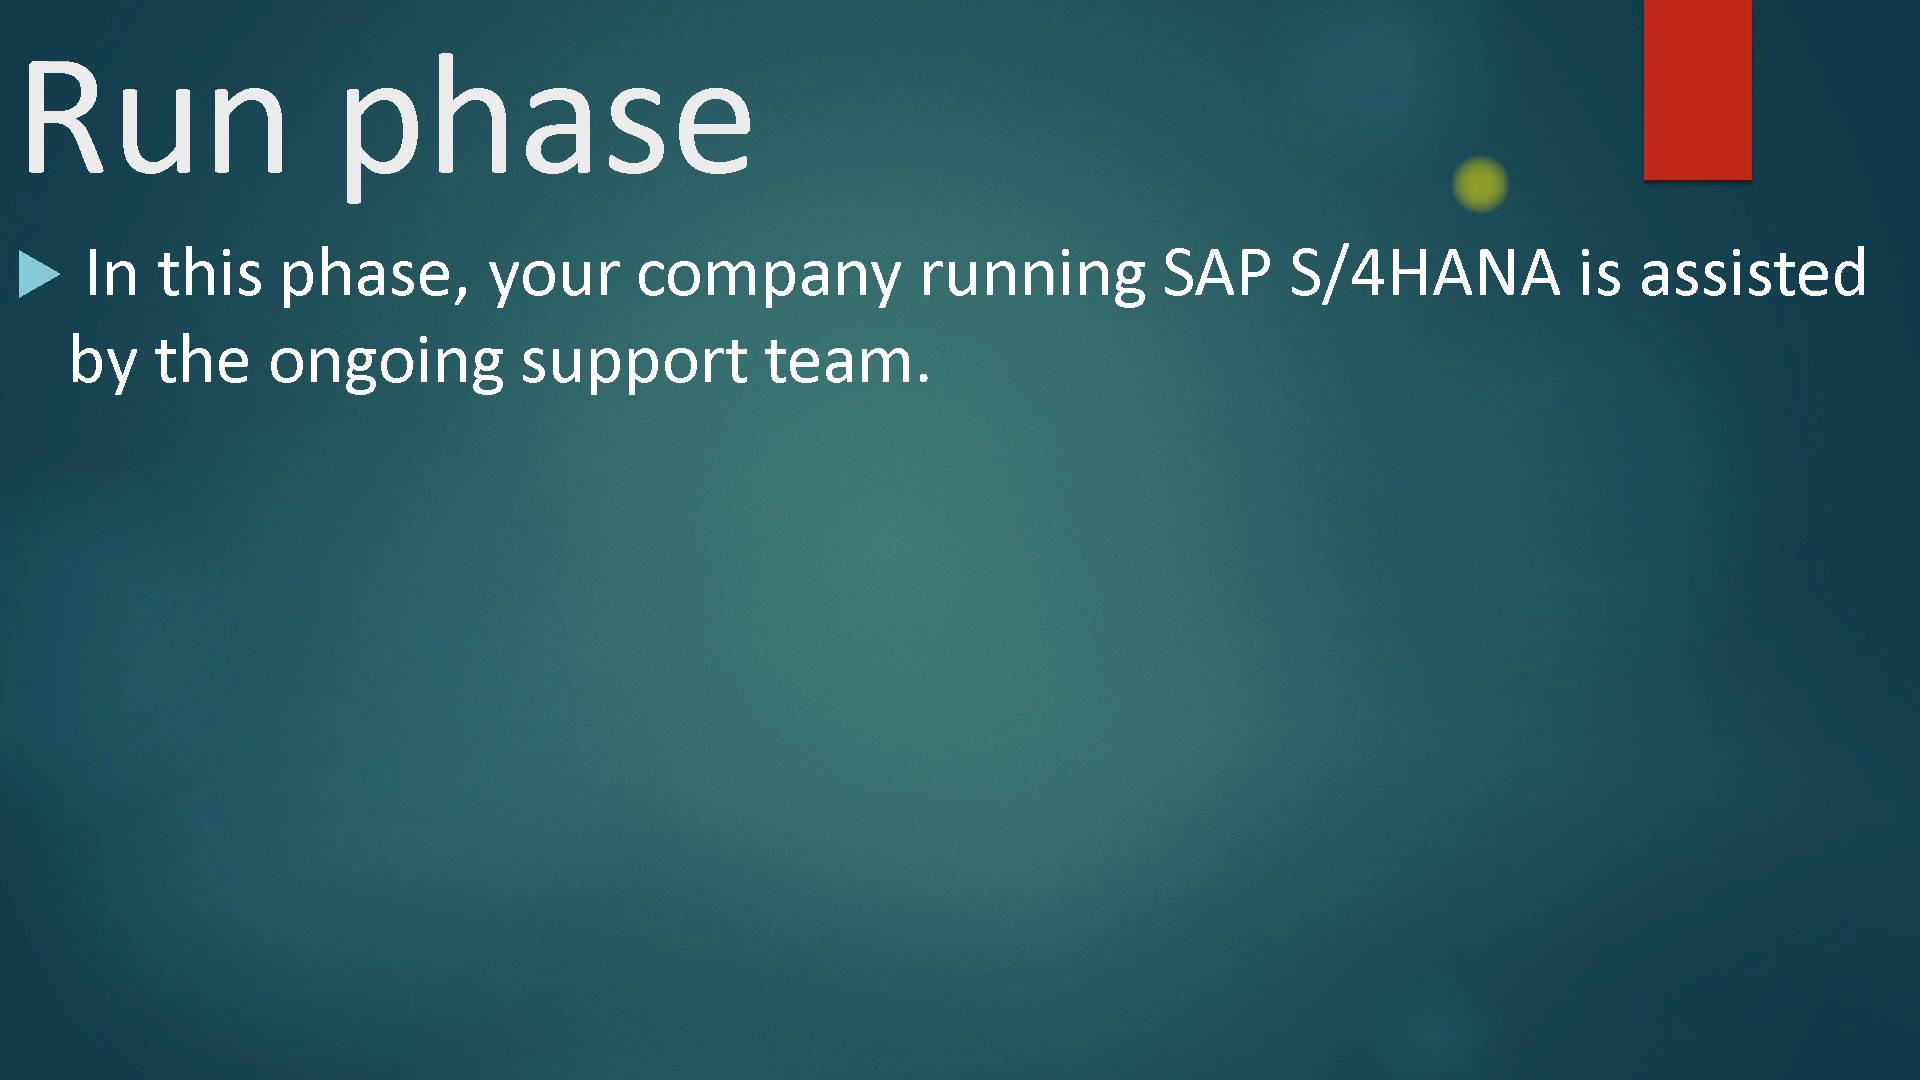 Run phase
In this phase, your company running SAP S/4HANA is assisted
by the ongoing support team.